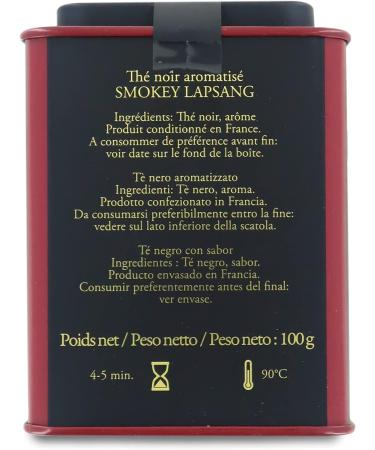 Thé noir aromatisé
SMOKEY LAPSANG
Ingrédients: Thé noir, arôme
Produit conditionné en France.
A consommer de préférence avant fin:
voir date sur le fond de la boîte.
Tè nero aromatizzato
Ingredienti: Tè nero, aroma.
Prodotto confezionato in Francia.
Da consumarsi preferibilmente entro la fine:
vedere sul lato inferiore della scatola.
Té negro con sabor
Ingredientes : Té negro, sabor.
Producto envasado en Francia.
Consumir preferentemente antes del final:
ver envase.
Poids net / Peso netto / Peso neto : 100g
4-5 min. 90°C